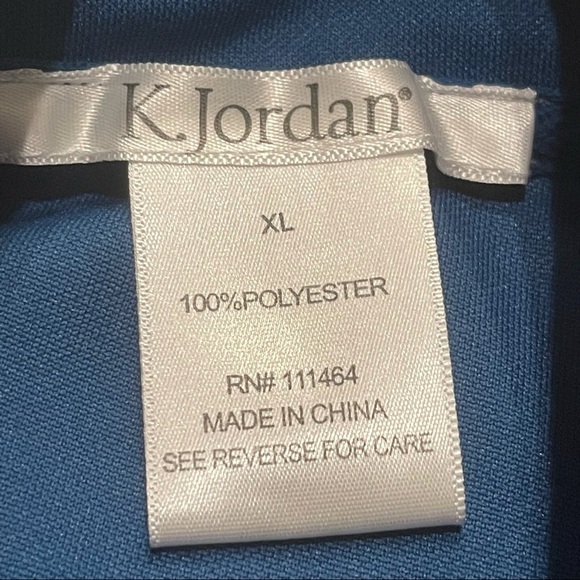 K.Jordan®
XL
100%POLYESTER
RN# 111464
MADE IN CHINA
SEE REVERSE FOR CARE